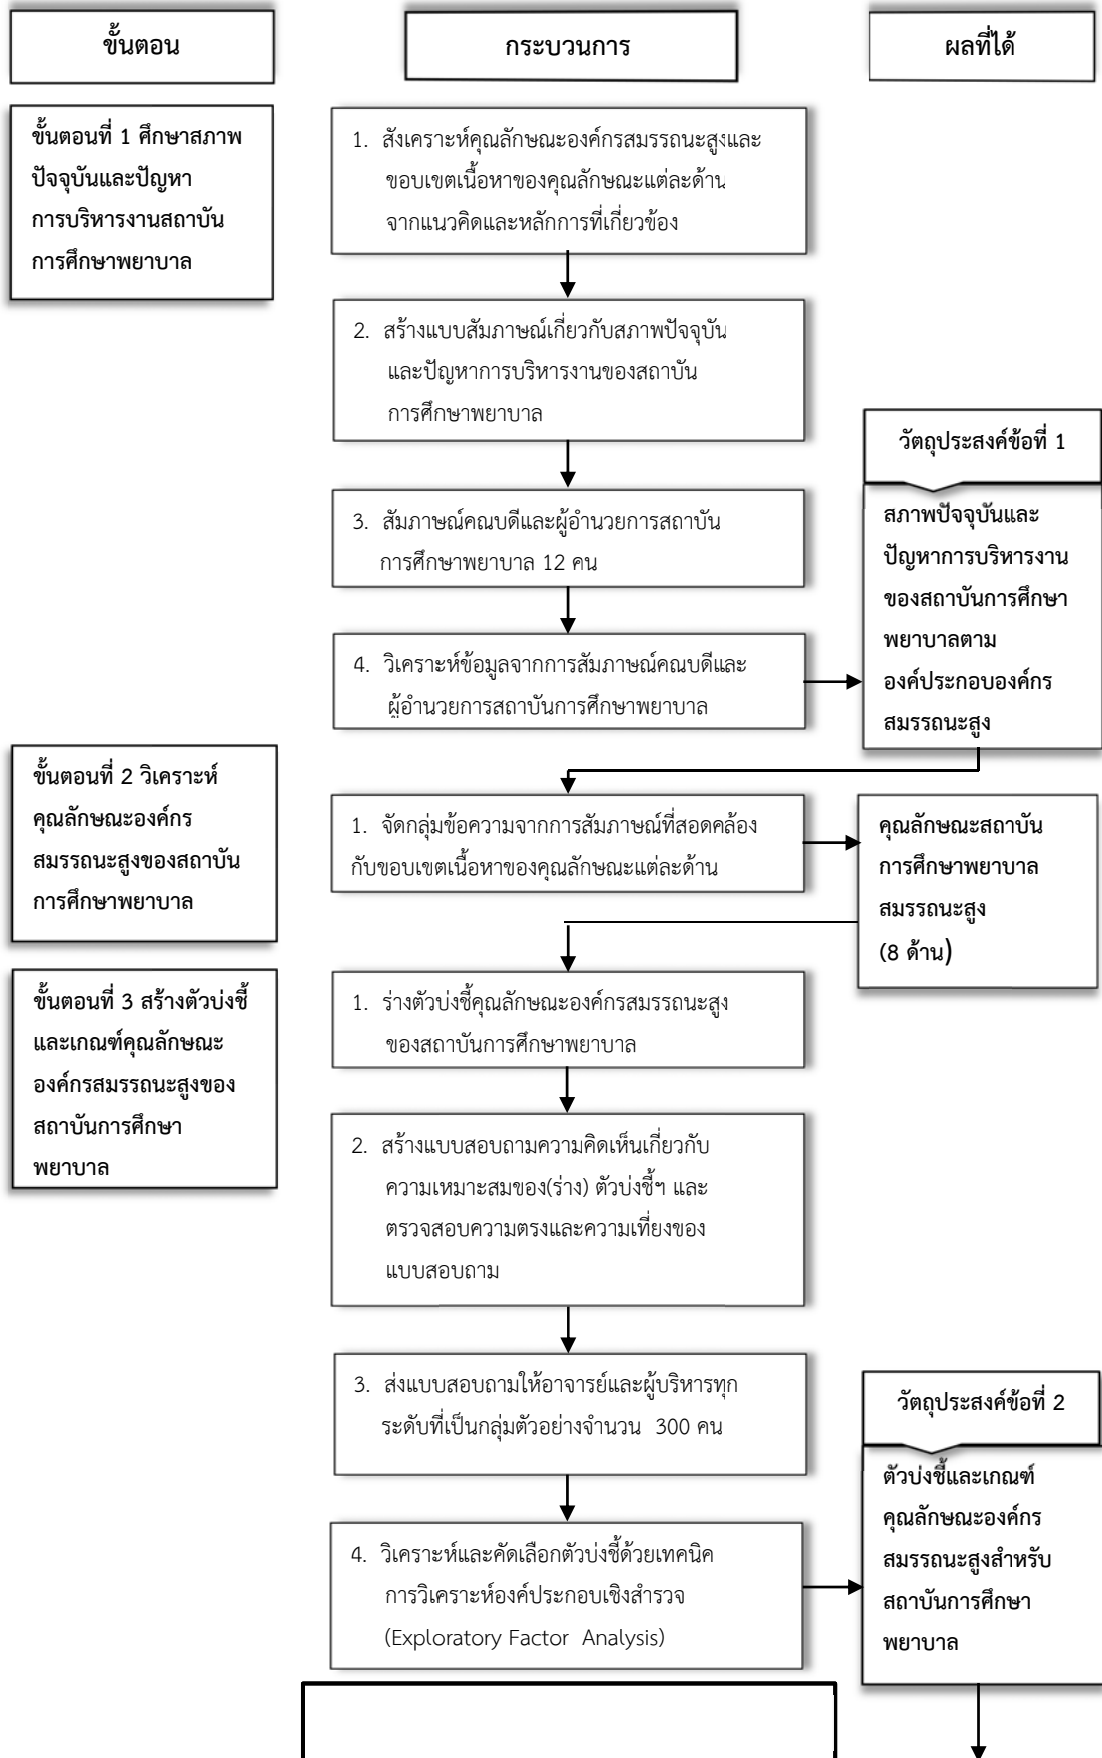 ขั้นตอน
กระบวนการ
ผลที่ได้
ขั้นตอนที่ 1 ศึกษาสภาพ
ปัจจุบันและปัญหา
การบริหารงานสถาบัน
การศึกษาพยาบาล
1. สังเคราะห์คุณลักษณะองค์กรสมรรถนะสูงและ
ขอบเขตเนื้อหาของคุณลักษณะแต่ละด้าน
จากแนวคิดและหลักการที่เกี่ยวข้อง
2. สร้างแบบสัมภาษณ์เกี่ยวกับสภาพปัจจุบัน
และปัญหาการบริหารงานของสถาบัน
การศึกษาพยาบาล
3. สัมภาษณ์คณบดีและผู้อำนวยการสถาบัน
การศึกษาพยาบาล 12 คน
4. วิเคราะห์ข้อมูลจากการสัมภาษณ์คณบดีและ
ผู้อำนวยการสถาบันการศึกษาพยาบาล
วัตถุประสงค์ข้อที่ 1
สภาพปัจจุบันและ
ปัญหาการบริหารงาน
ของสถาบันการศึกษา
พยาบาลตาม
องค์ประกอบองค์กร
สมรรถนะสูง
ขั้นตอนที่ 2 วิเคราะห์
คุณลักษณะองค์กร
สมรรถนะสูงของสถาบัน
การศึกษาพยาบาล
1. จัดกลุ่มข้อความจากการสัมภาษณ์ที่สอดคล้อง
กับขอบเขตเนื้อหาของคุณลักษณะแต่ละด้าน
คุณลักษณะสถาบัน
การศึกษาพยาบาล
สมรรถนะสูง
(8 ด้าน)
ขั้นตอนที่ 3 สร้างตัวบ่งชี้
และเกณฑ์คุณลักษณะ
องค์กรสมรรถนะสูงของ
สถาบันการศึกษา
พยาบาล
1. ร่างตัวบ่งชี้คุณลักษณะองค์กรสมรรถนะสูง
ของสถาบันการศึกษาพยาบาล
2. สร้างแบบสอบถามความคิดเห็นเกี่ยวกับ
ความเหมาะสมของ(ร่าง) ตัวบ่งชี้ฯ และ
ตรวจสอบความตรงและความเที่ยงของ
แบบสอบถาม
3. ส่งแบบสอบถามให้อาจารย์และผู้บริหารทุก
ระดับที่เป็นกลุ่มตัวอย่างจำนวน 300 คน
4. วิเคราะห์และคัดเลือกตัวบ่งชี้ด้วยเทคนิค
การวิเคราะห์องค์ประกอบเชิงสำรวจ
(Exploratory Factor Analysis)
วัตถุประสงค์ข้อที่ 2
ตัวบ่งชี้และเกณฑ์
คุณลักษณะองค์กร
สมรรถนะสูงสำหรับ
สถาบันการศึกษา
พยาบาล